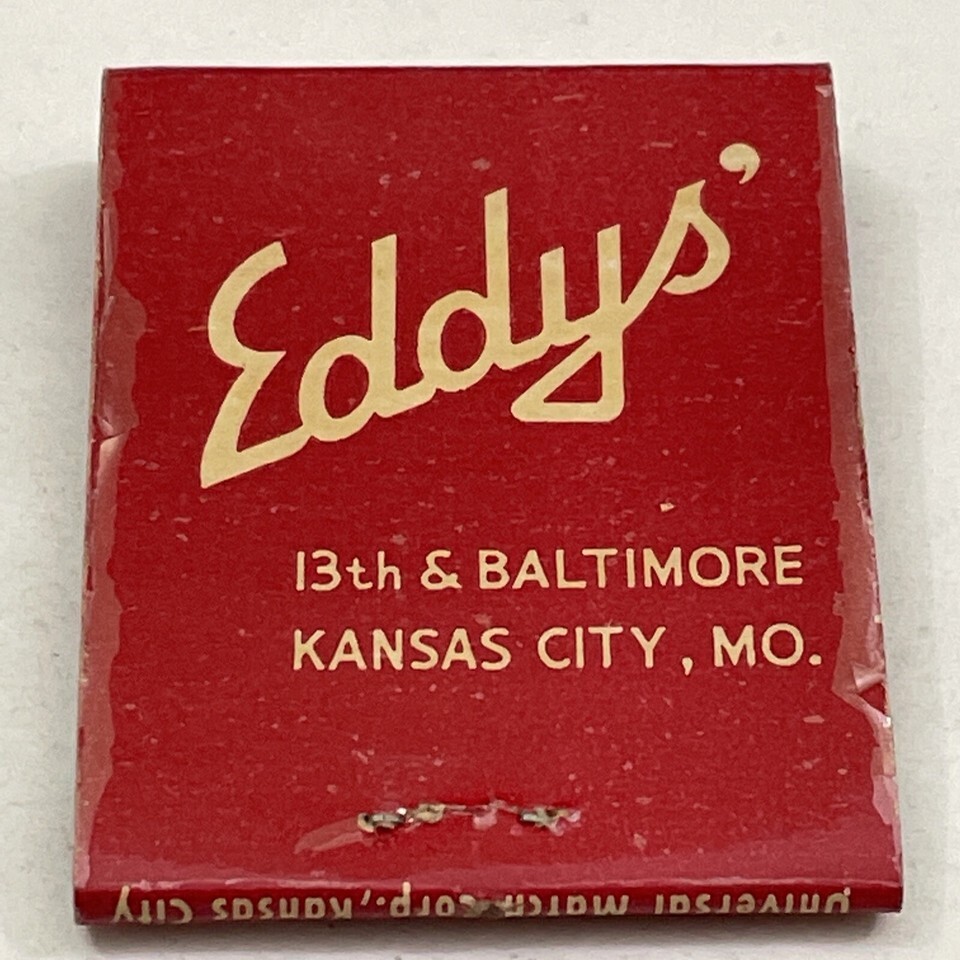 Eddys'
13th & BALTIMORE
KANSAS CITY, MO.
Universal Match Corp., Kansas City